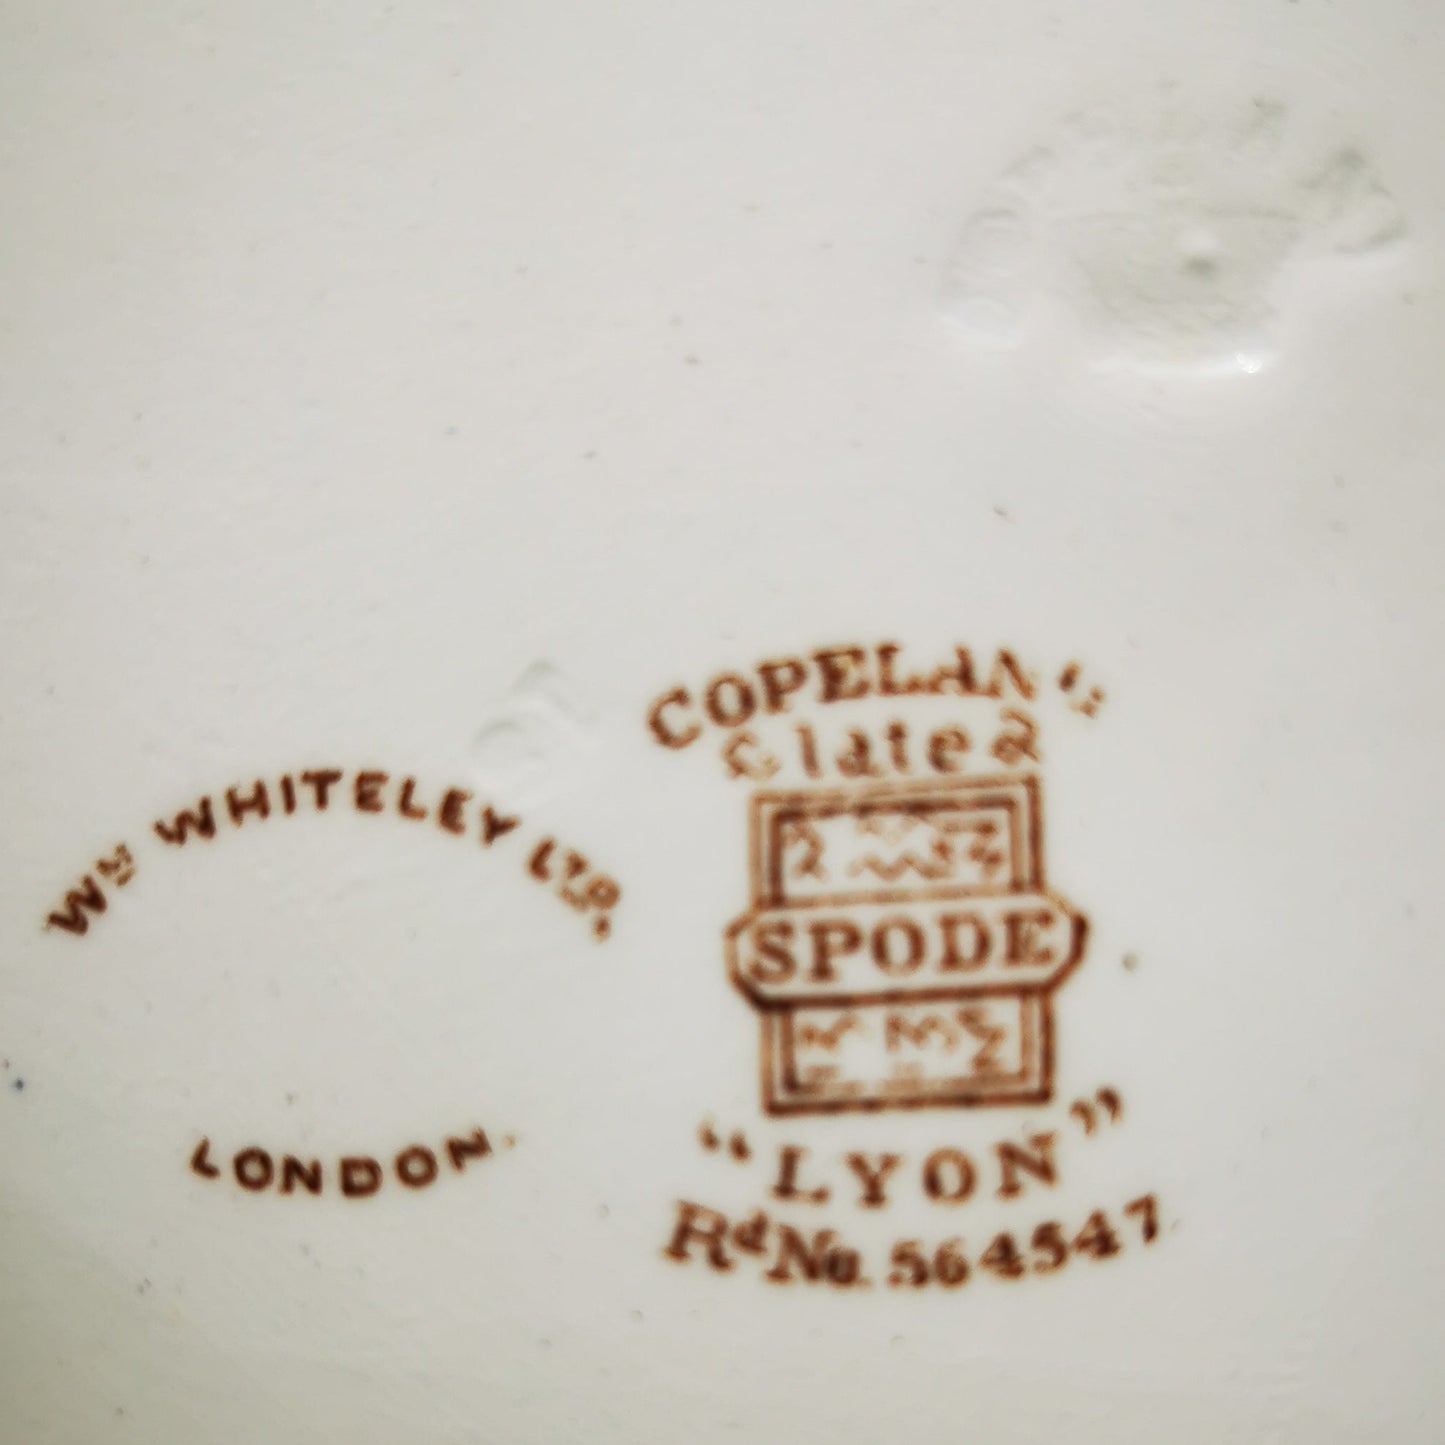 Wm WHITELEY LTD.
LONDON.
COPELAND
late
SPODE
"LYON"
Rd No. 564547